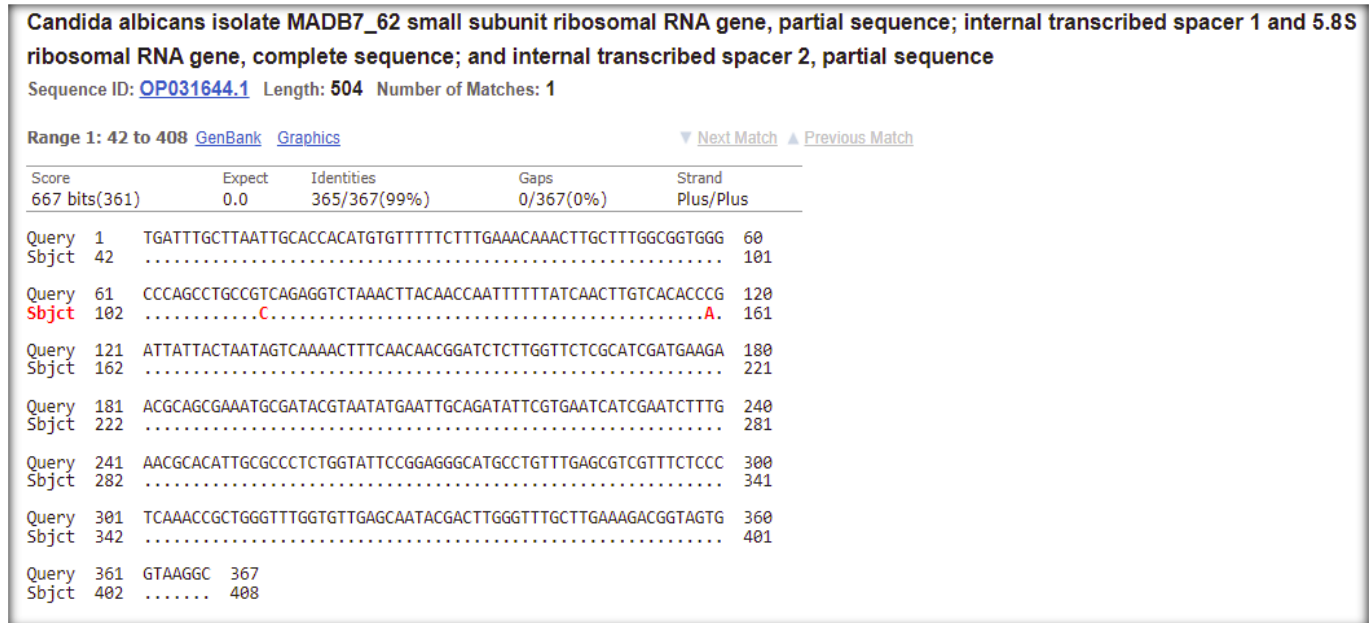 Candida albicans isolate MADB7_62 small subunit ribosomal RNA gene, partial sequence; internal transcribed spacer 1 and 5.8S
ribosomal RNA gene, complete sequence; and internal transcribed spacer 2, partial sequence
Sequence ID: OP031644.1 Length: 504 Number of Matches: 1
Range 1: 42 to 408 GenBank Graphics ▼ Next Match ▲ Previous Match
Score Expect Identities Gaps Strand
667 bits(361) 0.0 365/367(99%) 0/367(0%) Plus/Plus
Query 1 TGATTTGCTTAATTGCACCACATGTGTTTTTCTTTGAAACAAACTTGCTTTGGCGGTGGG 60
Sbjct 42 ............................................................ 101
Query 61 CCCAGCCTGCCGTCAGAGGTCTAAACTTACAACCAATTTTTTATCAACTTGTCACACCCG 120
Sbjct 102 ............C.............................................A. 161
Query 121 ATTATTACTAATAGTCAAAACTTTCAACAACGGATCTCTTGGTTCTCGCATCGATGAAGA 180
Sbjct 162 ............................................................ 221
Query 181 ACGCAGCGAAATGCGATACGTAATATGAATTGCAGATATTCGTGAATCATCGAATCTTTG 240
Sbjct 222 ............................................................ 281
Query 241 AACGCACATTGCGCCCTCTGGTATTCCGGAGGGCATGCCTGTTTGAGCGTCGTTTCTCCC 300
Sbjct 282 ............................................................ 341
Query 301 TCAAACCGCTGGGTTTGGTGTTGAGCAATACGACTTGGGTTTGCTTGAAAGACGGTAGTG 360
Sbjct 342 ............................................................ 401
Query 361 GTAAGGC 367
Sbjct 402 ....... 408